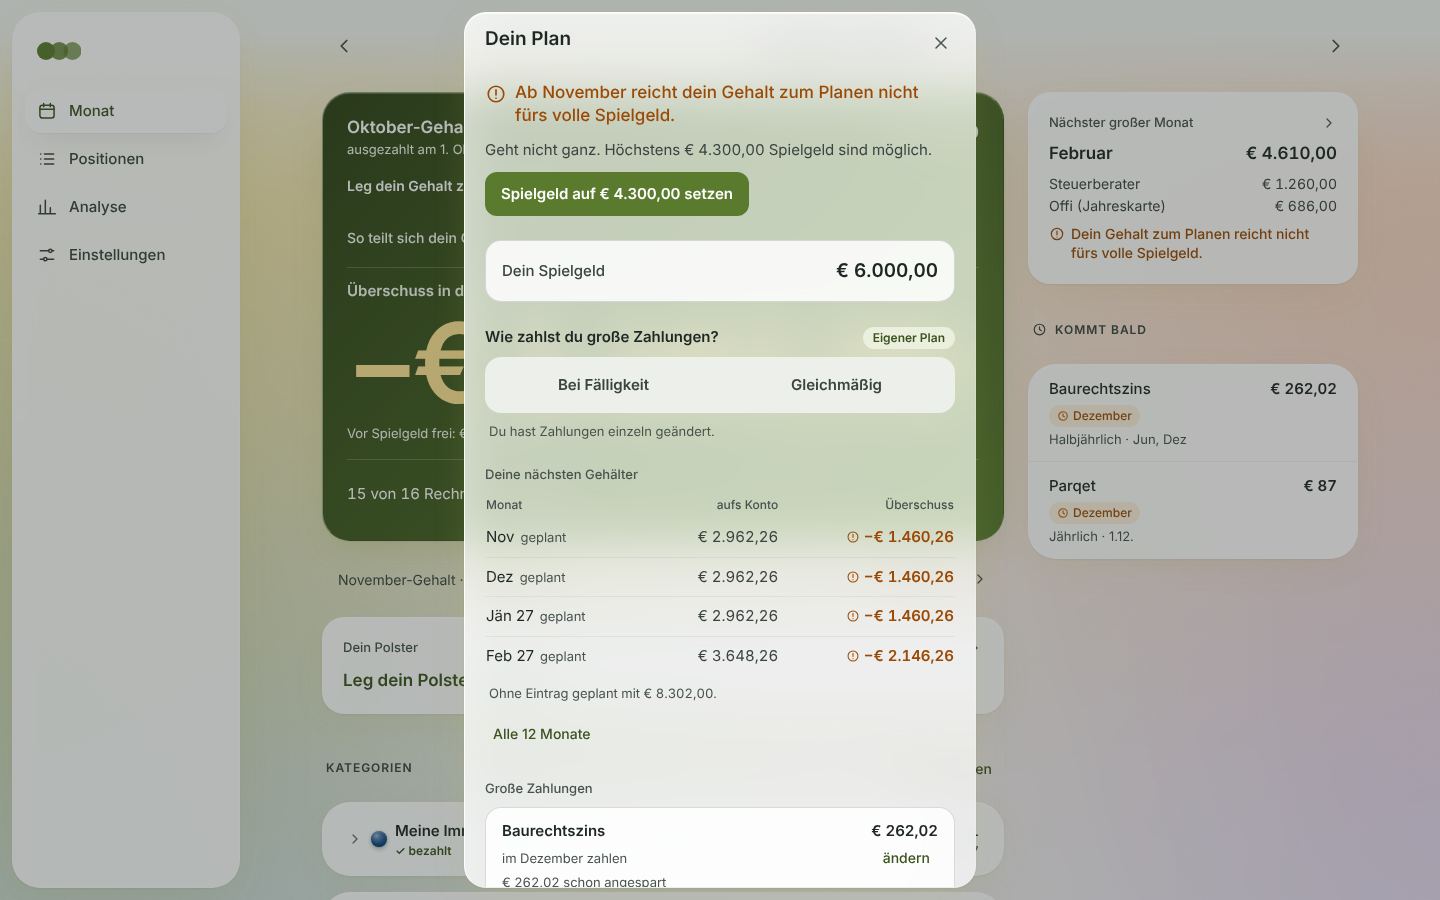 Monat
Positionen
Analyse
Einstellungen
Oktober-Geha
ausgezahlt am 1. O
Leg dein Gehalt z
So teilt sich dein
Überschuss in d
–€
Vor Spielgeld frei: €
15 von 16 Rechn
November-Gehalt ·
Dein Polster
Leg dein Polste
KATEGORIEN
en
Meine Im
✓ bezahlt
Dein Plan
Ab November reicht dein Gehalt zum Planen nicht
fürs volle Spielgeld.
Geht nicht ganz. Höchstens € 4.300,00 Spielgeld sind möglich.
Spielgeld auf € 4.300,00 setzen
Dein Spielgeld € 6.000,00
Wie zahlst du große Zahlungen? Eigener Plan
Bei Fälligkeit Gleichmäßig
Du hast Zahlungen einzeln geändert.
Deine nächsten Gehälter
Monat aufs Konto Überschuss
Nov geplant € 2.962,26 –€ 1.460,26
Dez geplant € 2.962,26 –€ 1.460,26
Jän 27 geplant € 2.962,26 –€ 1.460,26
Feb 27 geplant € 3.648,26 –€ 2.146,26
Ohne Eintrag geplant mit € 8.302,00.
Alle 12 Monate
Große Zahlungen
Baurechtszins € 262,02
im Dezember zahlen ändern
€ 262,02 schon angespart
Nächster großer Monat
Februar € 4.610,00
Steuerberater € 1.260,00
Offi (Jahreskarte) € 686,00
Dein Gehalt zum Planen reicht nicht
fürs volle Spielgeld.
KOMMT BALD
Baurechtszins € 262,02
Dezember
Halbjährlich · Jun, Dez
Parqet € 87
Dezember
Jährlich · 1.12.